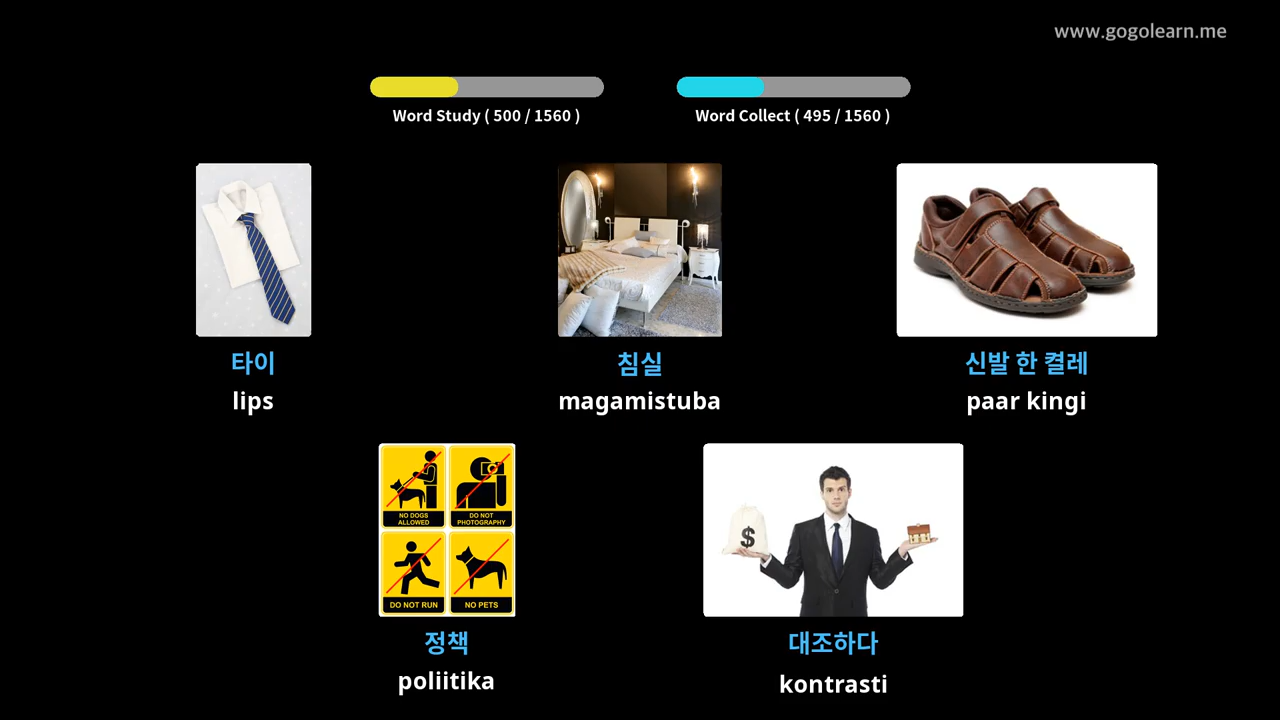 www.gogolearn.me
Word Study ( 500 / 1560 )
Word Collect ( 495 / 1560 )
타이
lips
침실
magamistuba
신발 한 켤레
paar kingi
NO DOGS
ALLOWED
DO NOT
PHOTOGRAPHY
DO NOT RUN
NO PETS
$
정책
poliitika
대조하다
kontrasti